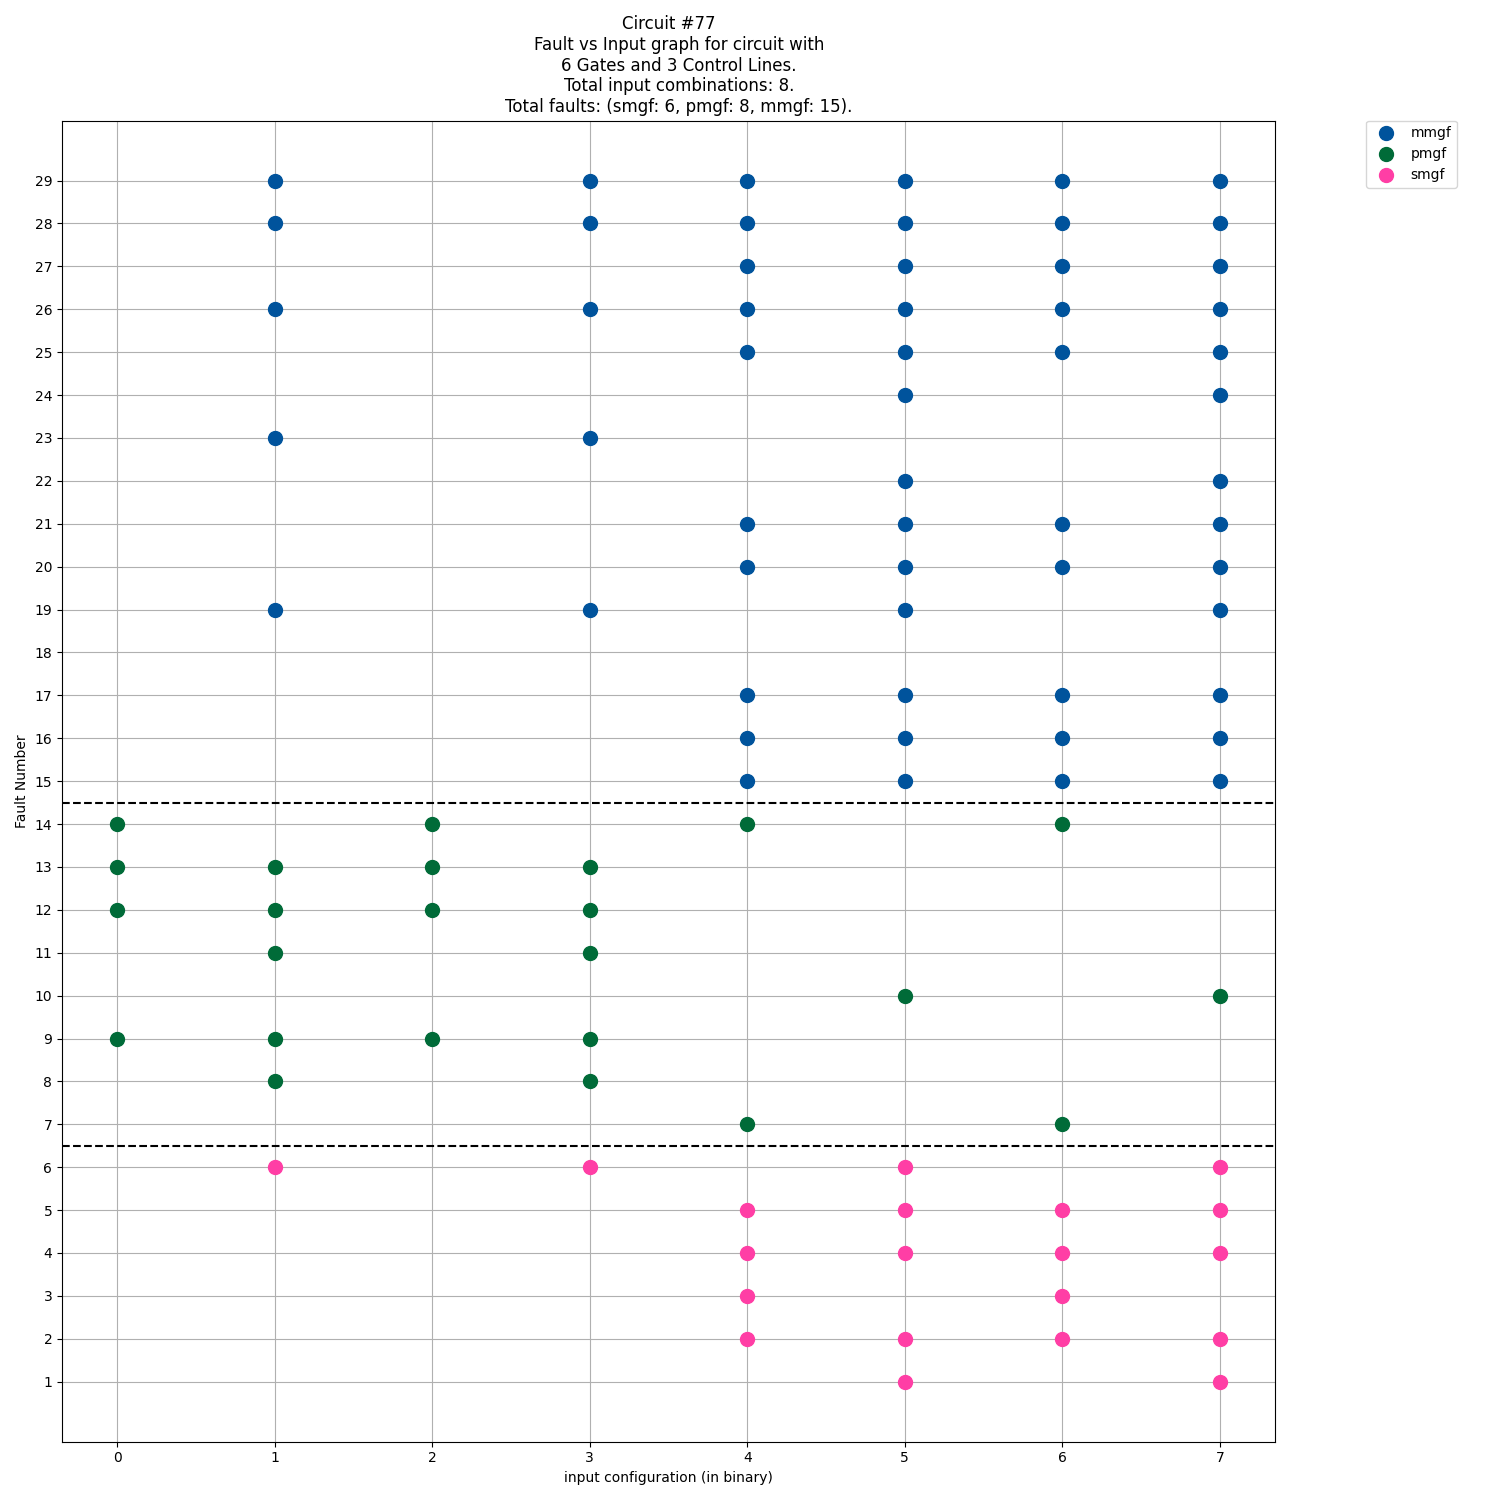 Circuit #77
Fault vs Input graph for circuit with
6 Gates and 3 Control Lines.
Total input combinations: 8.
Total faults: (smgf: 6, pmgf: 8, mmgf: 15).
mmgf
pmgf
smgf
Fault Number
29
28
27
26
25
24
23
22
21
20
19
18
17
16
15
14
13
12
11
10
9
8
7
6
5
4
3
2
1
0 1 2 3 4 5 6 7
input configuration (in binary)